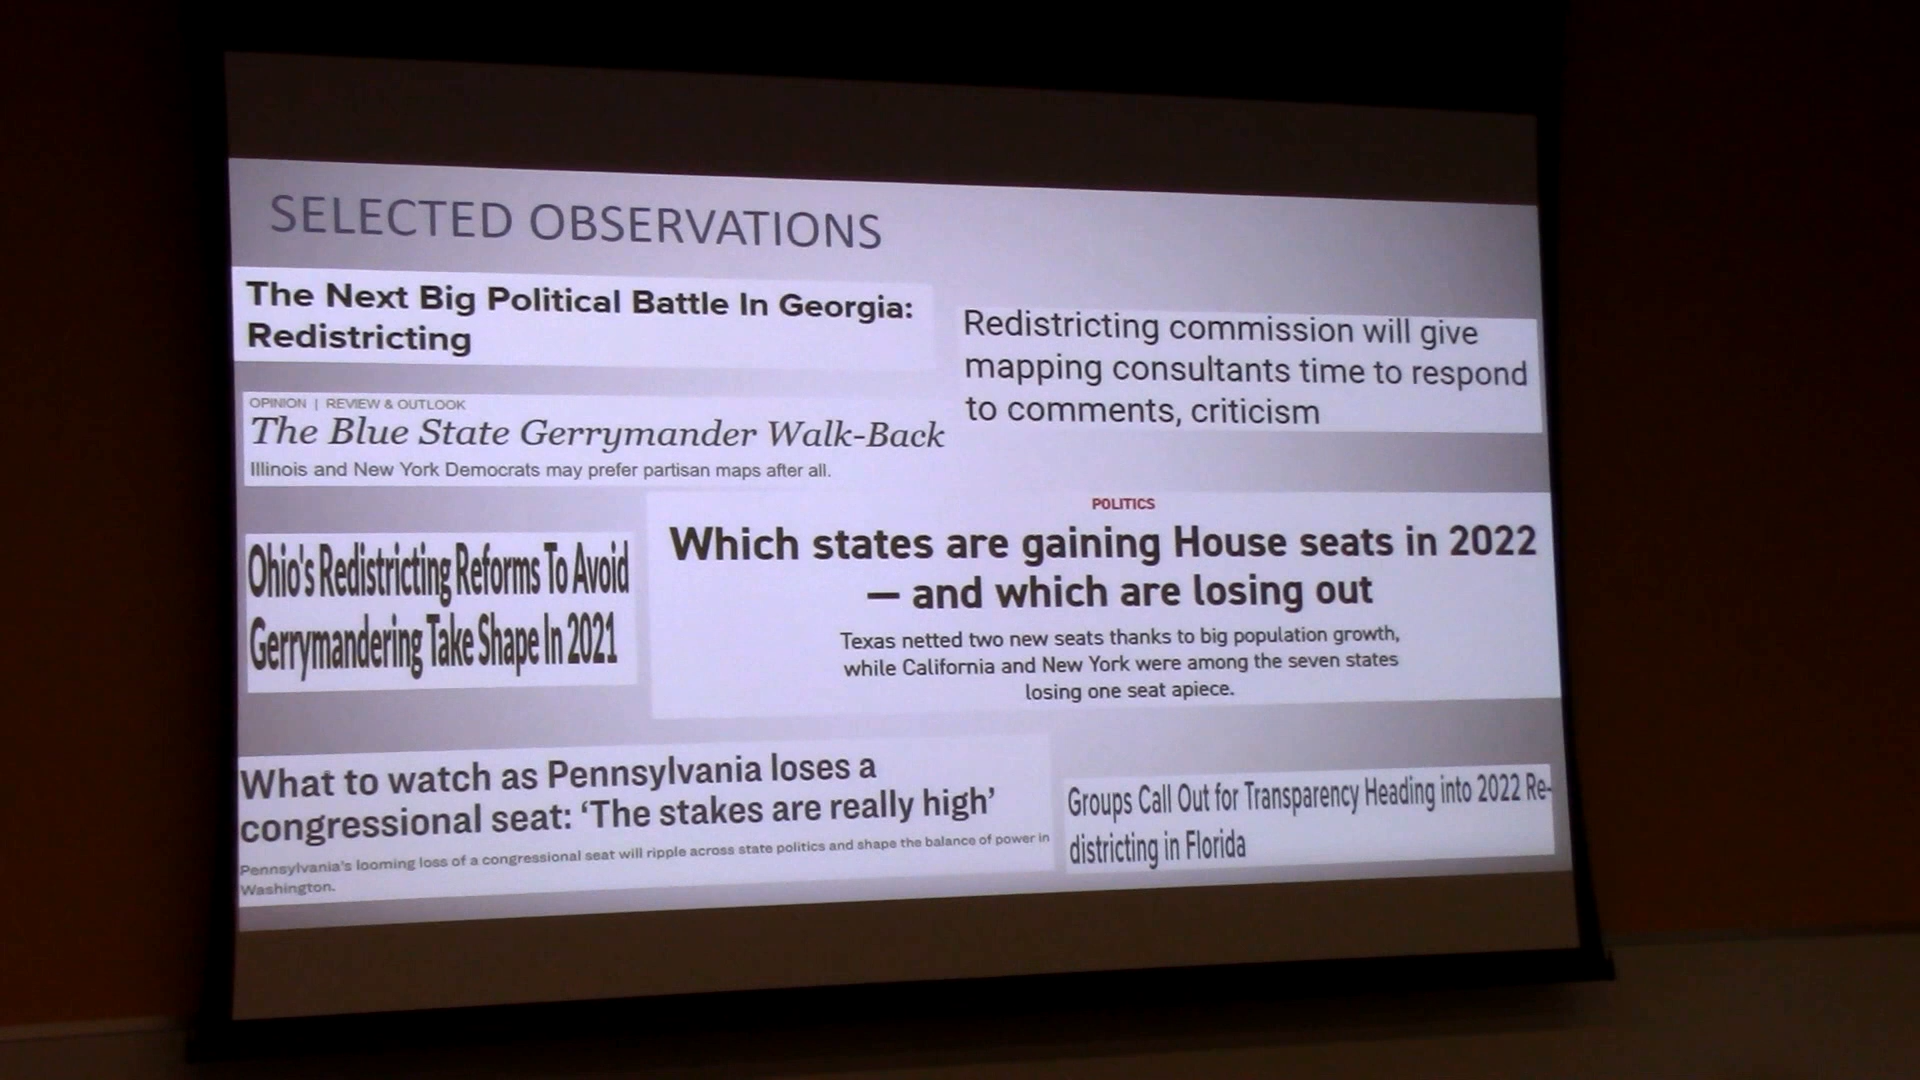 SELECTED OBSERVATIONS
The Next Big Political Battle In Georgia:
Redistricting
Redistricting commission will give
mapping consultants time to respond
to comments, criticism
OPINION | REVIEW & OUTLOOK
The Blue State Gerrymander Walk-Back
Illinois and New York Democrats may prefer partisan maps after all.
Ohio's Redistricting Reforms To Avoid
Gerrymandering Take Shape In 2021
POLITICS
Which states are gaining House seats in 2022
— and which are losing out
Texas netted two new seats thanks to big population growth,
while California and New York were among the seven states
losing one seat apiece.
What to watch as Pennsylvania loses a
congressional seat: ‘The stakes are really high’
Pennsylvania's looming loss of a congressional seat will ripple across state politics and shape the balance of power in
Washington.
Groups Call Out for Transparency Heading into 2022 Re-
districting in Florida